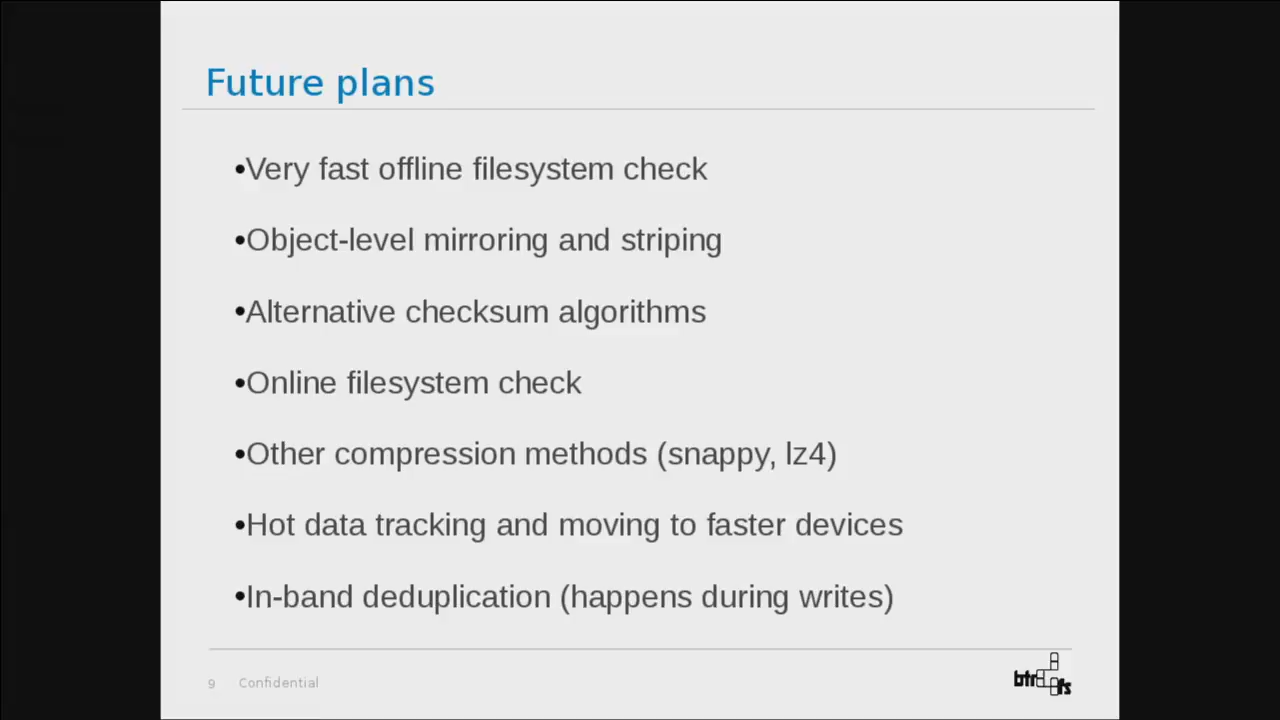 Future plans
•Very fast offline filesystem check
•Object-level mirroring and striping
•Alternative checksum algorithms
•Online filesystem check
•Other compression methods (snappy, lz4)
•Hot data tracking and moving to faster devices
•In-band deduplication (happens during writes)
9 Confidential
btr fs